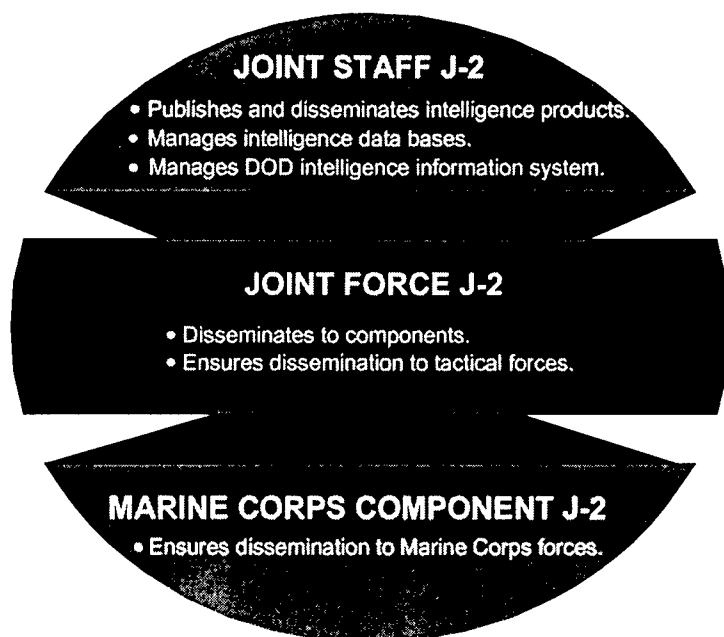 JOINT STAFF J-2
• Publishes and disseminates intelligence products.
• Manages intelligence data bases.
• Manages DOD intelligence information system.
JOINT FORCE J-2
• Disseminates to components.
• Ensures dissemination to tactical forces.
MARINE CORPS COMPONENT J-2
• Ensures dissemination to Marine Corps forces.